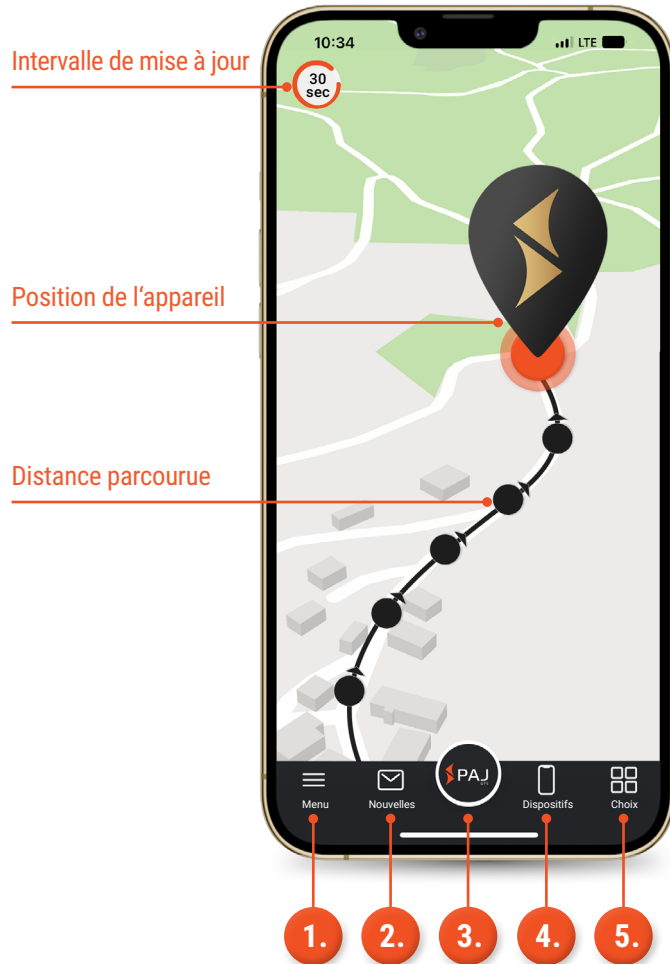 10:34
LTE
Intervalle de mise à jour
30
sec
Position de l‘appareil
Distance parcourue
PAJ
Menu
Nouvelles
Dispositifs
Choix
1.
2.
3.
4.
5.